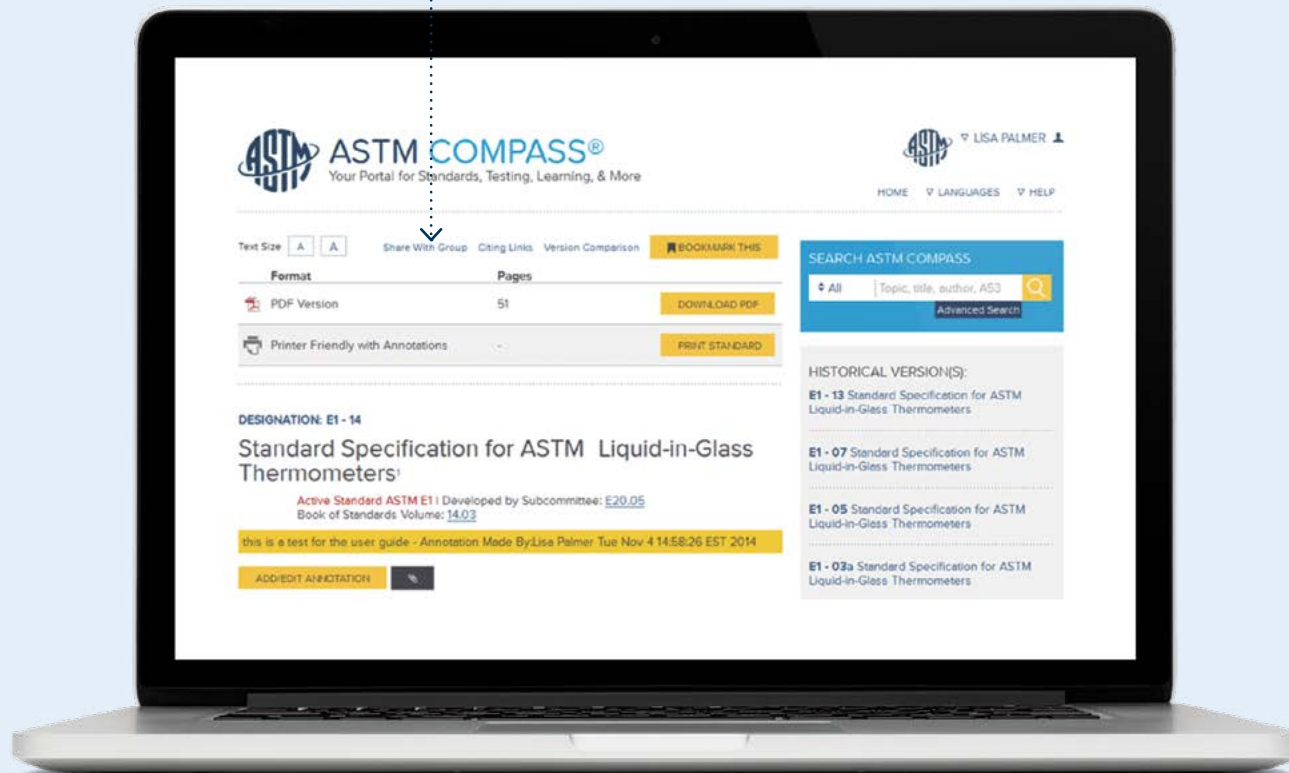 ASTM
ASTM COMPASS®
Your Portal for Standards, Testing, Learning, & More
ASTM
LISA PALMER
HOME LANGUAGES HELP
Text Size A A Share With Group Citing Links Version Comparison BOOKMARK THIS
Format Pages
PDF Version 51 DOWNLOAD PDF
Printer Friendly with Annotations - PRINT STANDARD
DESIGNATION: E1 - 14
Standard Specification for ASTM Liquid-in-Glass
Thermometers¹
Active Standard ASTM E1 | Developed by Subcommittee: E20.05
Book of Standards Volume: 14.03
this is a test for the user guide - Annotation Made By:Lisa Palmer Tue Nov 4 14:58:26 EST 2014
ADD/EDIT ANNOTATION
SEARCH ASTM COMPASS
All Topic, title, author, A53
Advanced Search
HISTORICAL VERSION(S):
E1 - 13 Standard Specification for ASTM
Liquid-in-Glass Thermometers
E1 - 07 Standard Specification for ASTM
Liquid-in-Glass Thermometers
E1 - 05 Standard Specification for ASTM
Liquid-in-Glass Thermometers
E1 - 03a Standard Specification for ASTM
Liquid-in-Glass Thermometers